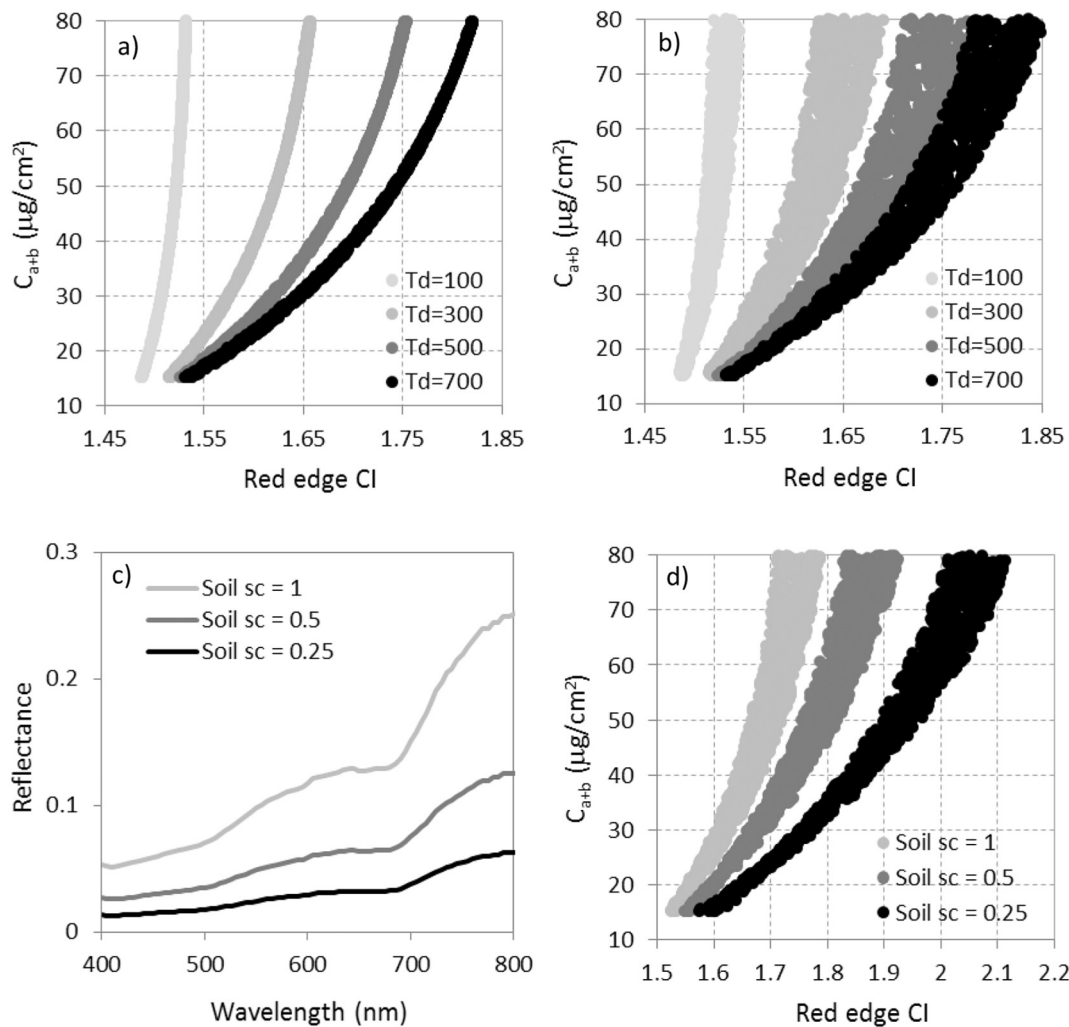 a)
80
70
60
50
40
30
20
10
C_{a+b} (µg/cm²)
Td=100
Td=300
Td=500
Td=700
1.45
1.55
1.65
1.75
1.85
Red edge CI
b)
80
70
60
50
40
30
20
10
C_{a+b} (µg/cm²)
Td=100
Td=300
Td=500
Td=700
1.45
1.55
1.65
1.75
1.85
Red edge CI
c)
0.3
0.2
0.1
0
Reflectance
Soil sc = 1
Soil sc = 0.5
Soil sc = 0.25
400
500
600
700
800
Wavelength (nm)
d)
80
70
60
50
40
30
20
10
C_{a+b} (µg/cm²)
Soil sc = 1
Soil sc = 0.5
Soil sc = 0.25
1.5
1.6
1.7
1.8
1.9
2
2.1
2.2
Red edge CI